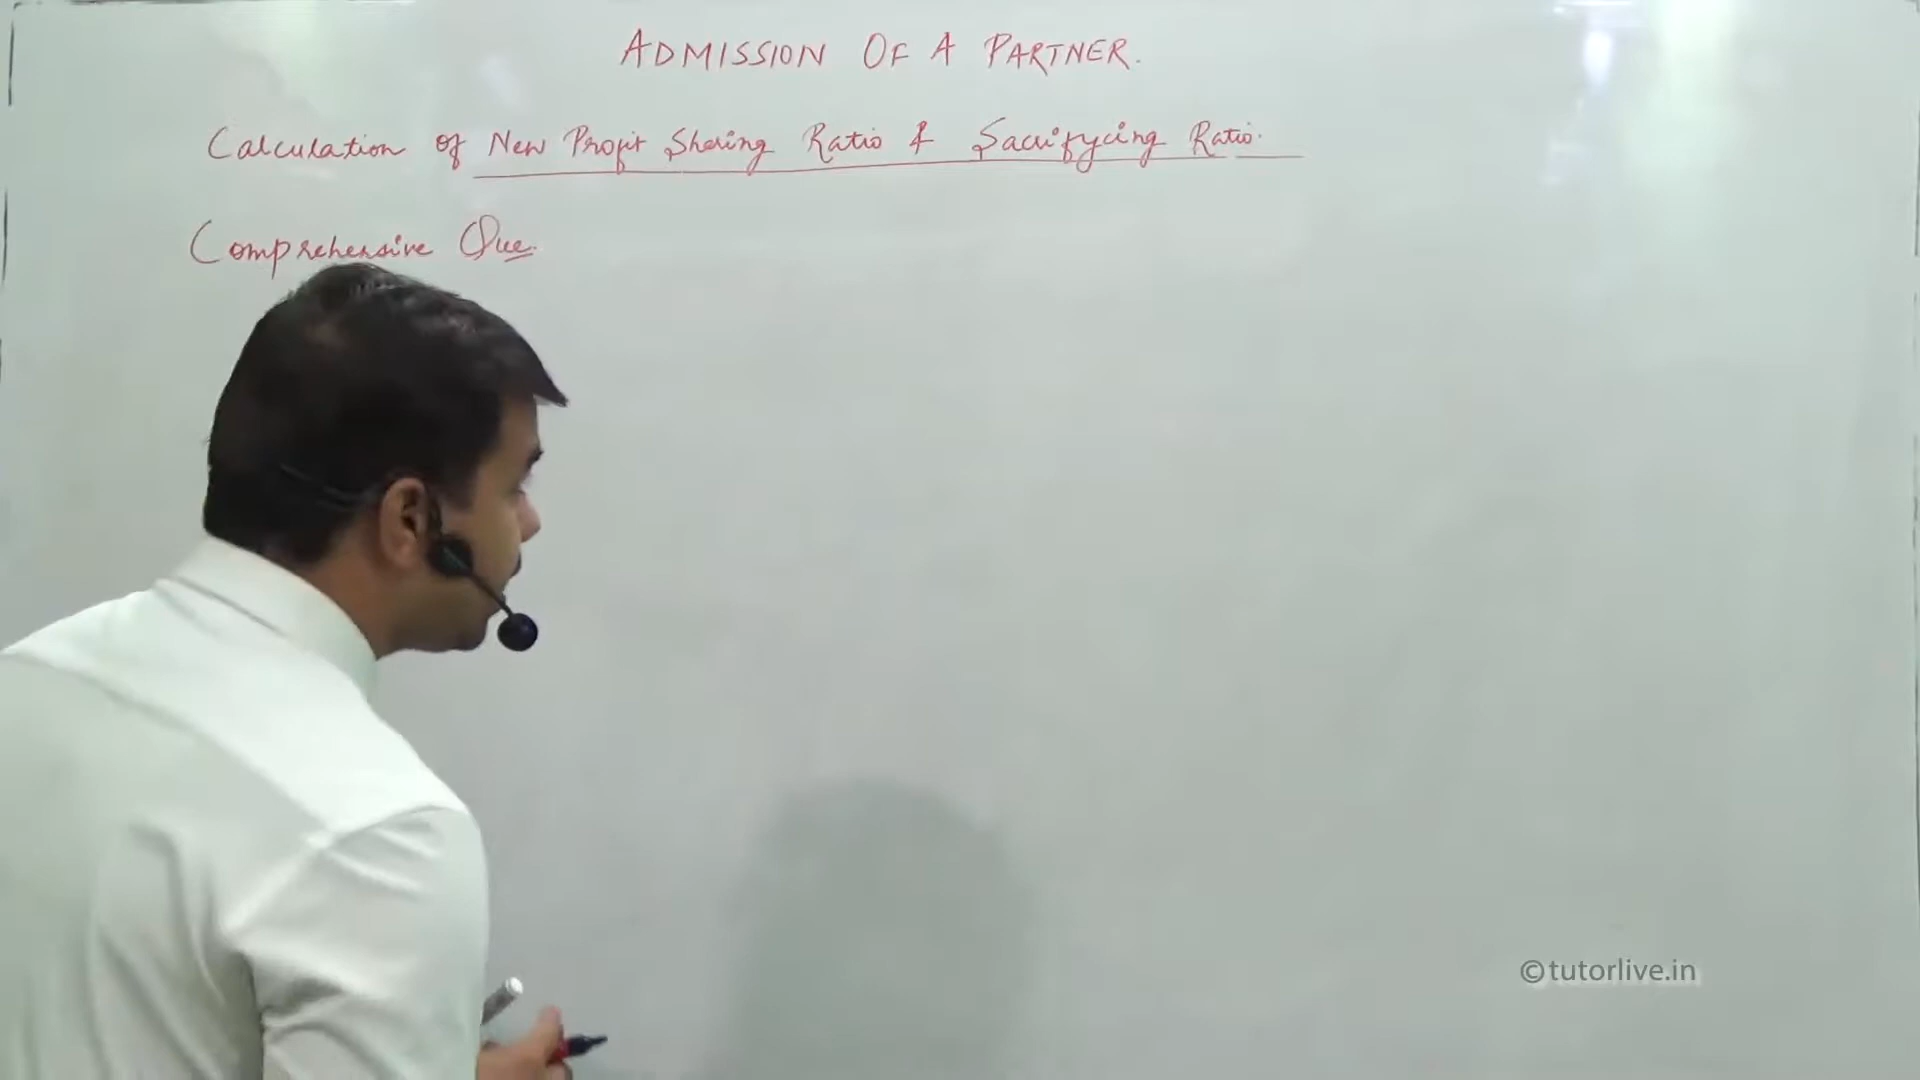 ADMISSION OF A PARTNER.
Calculation of New Profit Sharing Ratio & Sacrifycing Ratio.
Comprehensive Que.
©tutorlive.in